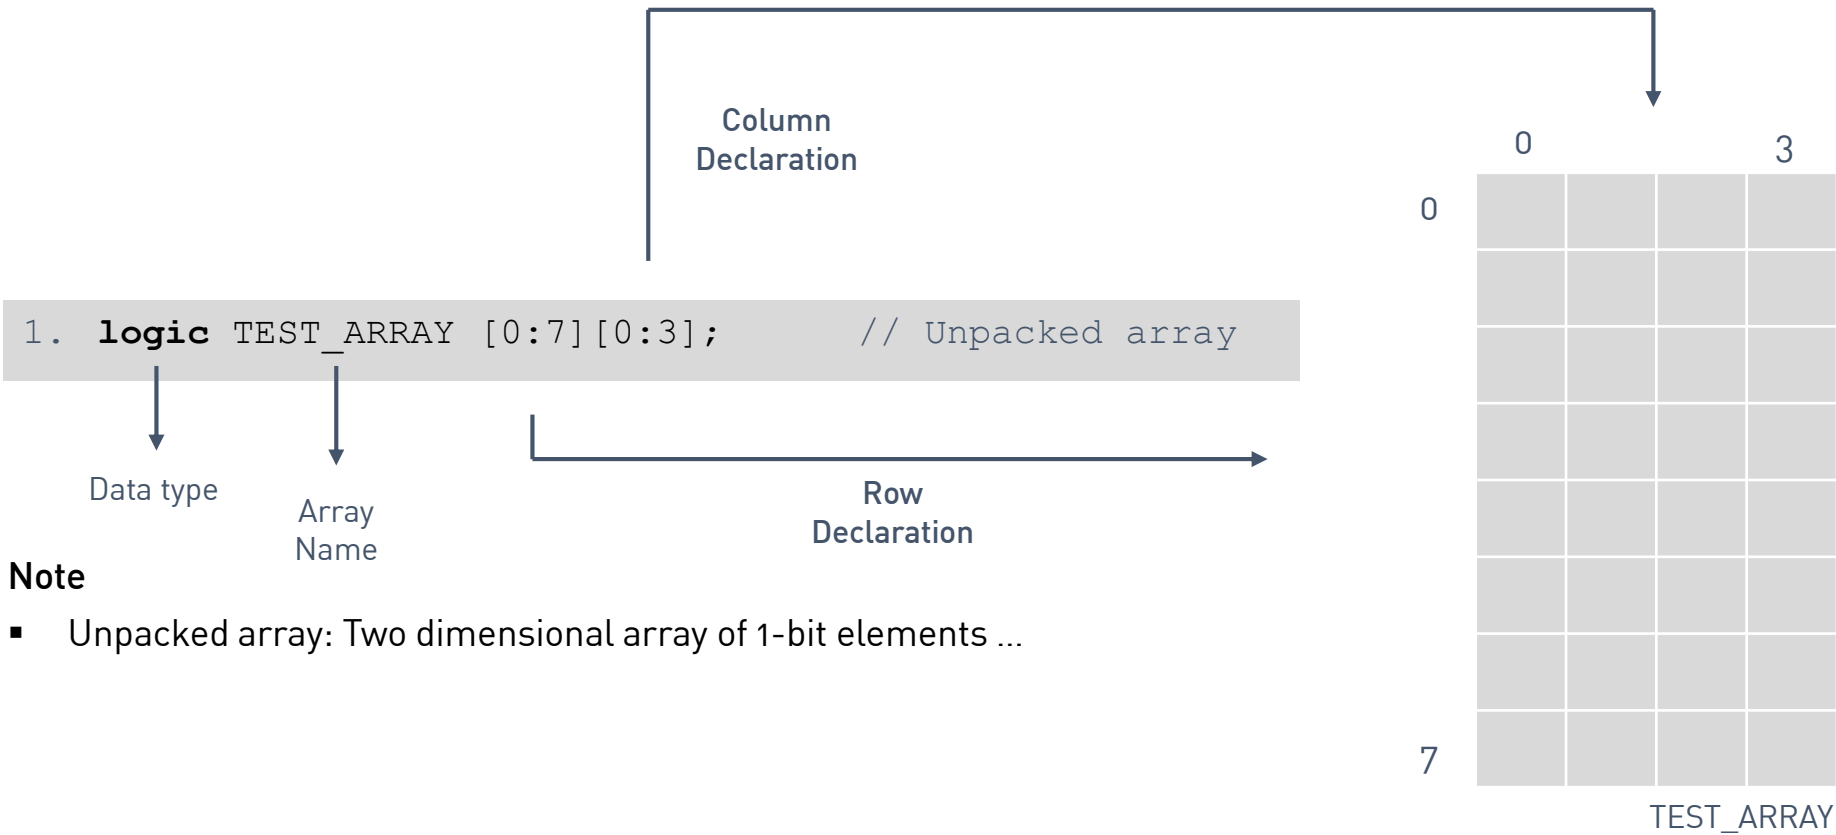 Column
Declaration
0
3
0
1. logic TEST_ARRAY [0:7][0:3]; // Unpacked array
Data type
Array
Name
Row
Declaration
Note
▪ Unpacked array: Two dimensional array of 1-bit elements ...
7
TEST_ARRAY